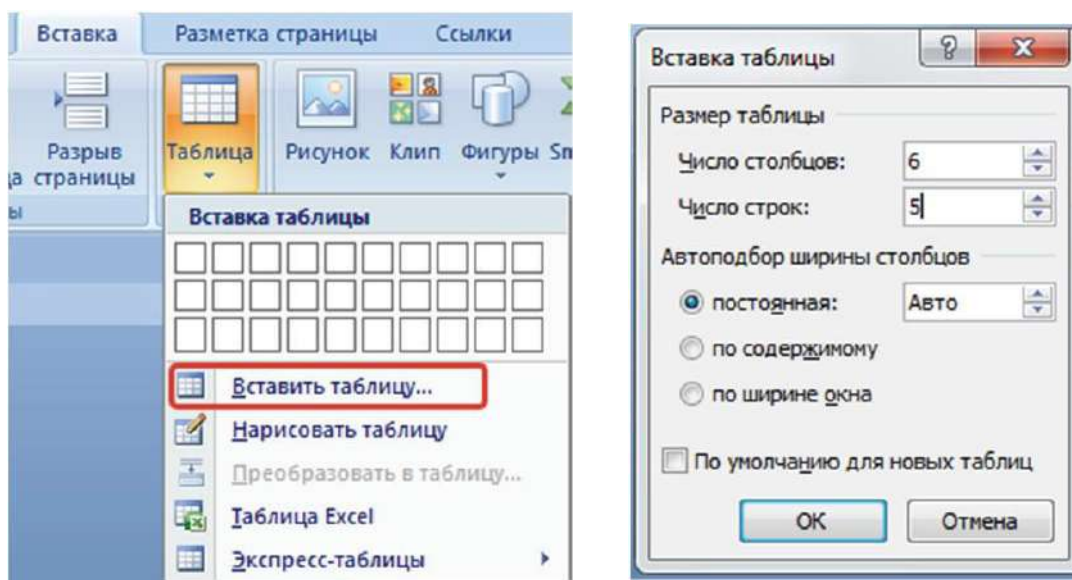 Вставка Разметка страницы Ссылки
Разрыв страницы
Таблица
Рисунок
Клип
Фигуры
Вставка таблицы
Вставить таблицу...
Нарисовать таблицу
Преобразовать в таблицу...
Таблица Excel
Экспресс-таблицы
Вставка таблицы
Размер таблицы
Число столбцов: 6
Число строк: 5
Автоподбор ширины столбцов
постоянная: Авто
по содержимому
по ширине окна
По умолчанию для новых таблиц
ОК Отмена